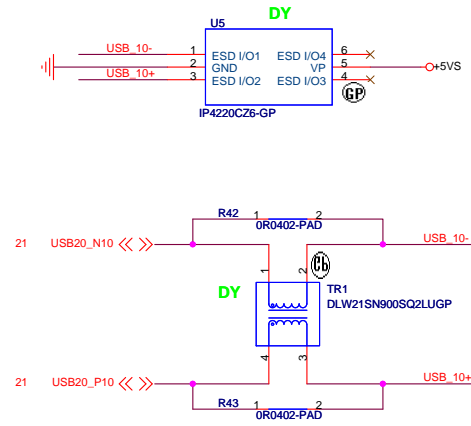 DY
U5
USB_10-
1
ESD I/O1
ESD I/O4
6
2
GND
VP
5
+5VS
USB_10+
3
ESD I/O2
ESD I/O3
4
GP
IP4220CZ6-GP
R42
1
2
0R0402-PAD
21
USB20_N10
USB_10-
1
2
Cb
DY
TR1
DLW21SN900SQ2LUGP
4
3
21
USB20_P10
USB_10+
R43
1
2
0R0402-PAD